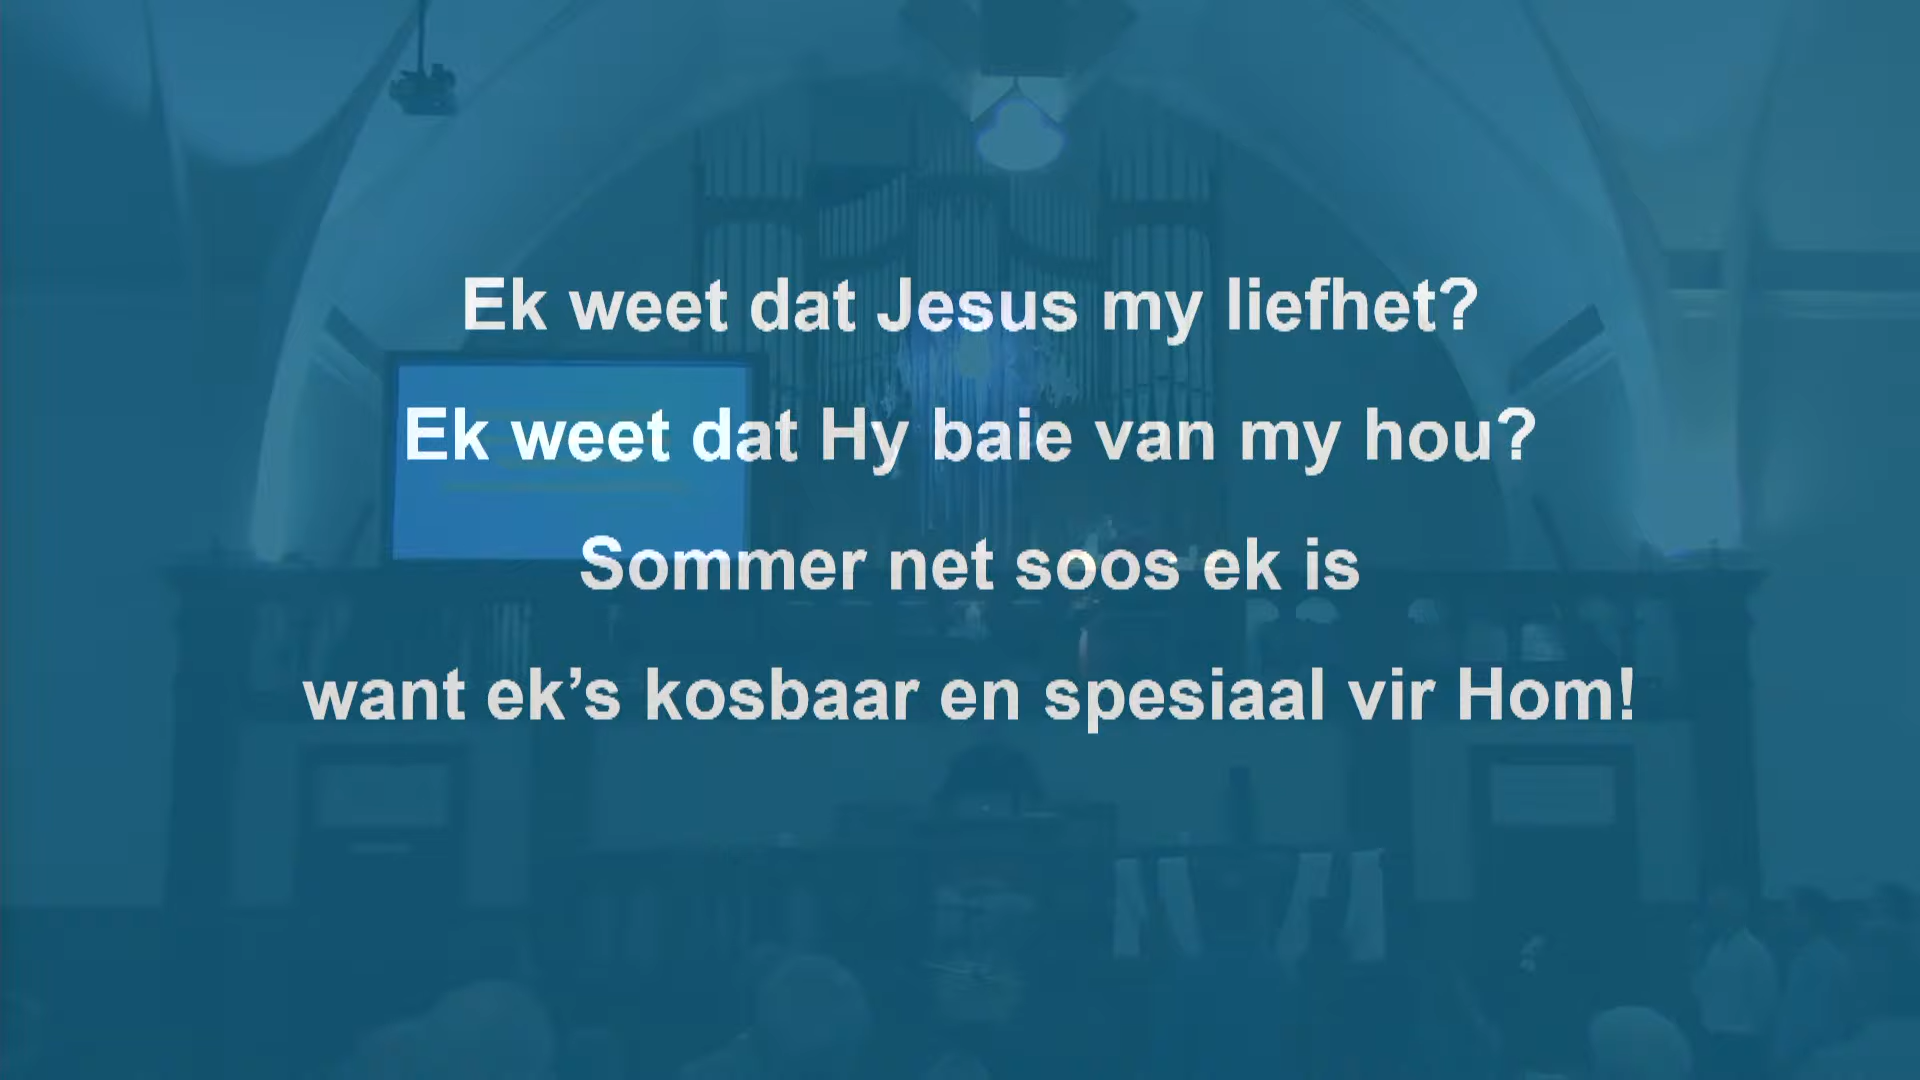 Ek weet dat Jesus my liefhet?
Ek weet dat Hy baie van my hou?
Sommer net soos ek is
want ek’s kosbaar en spesiaal vir Hom!